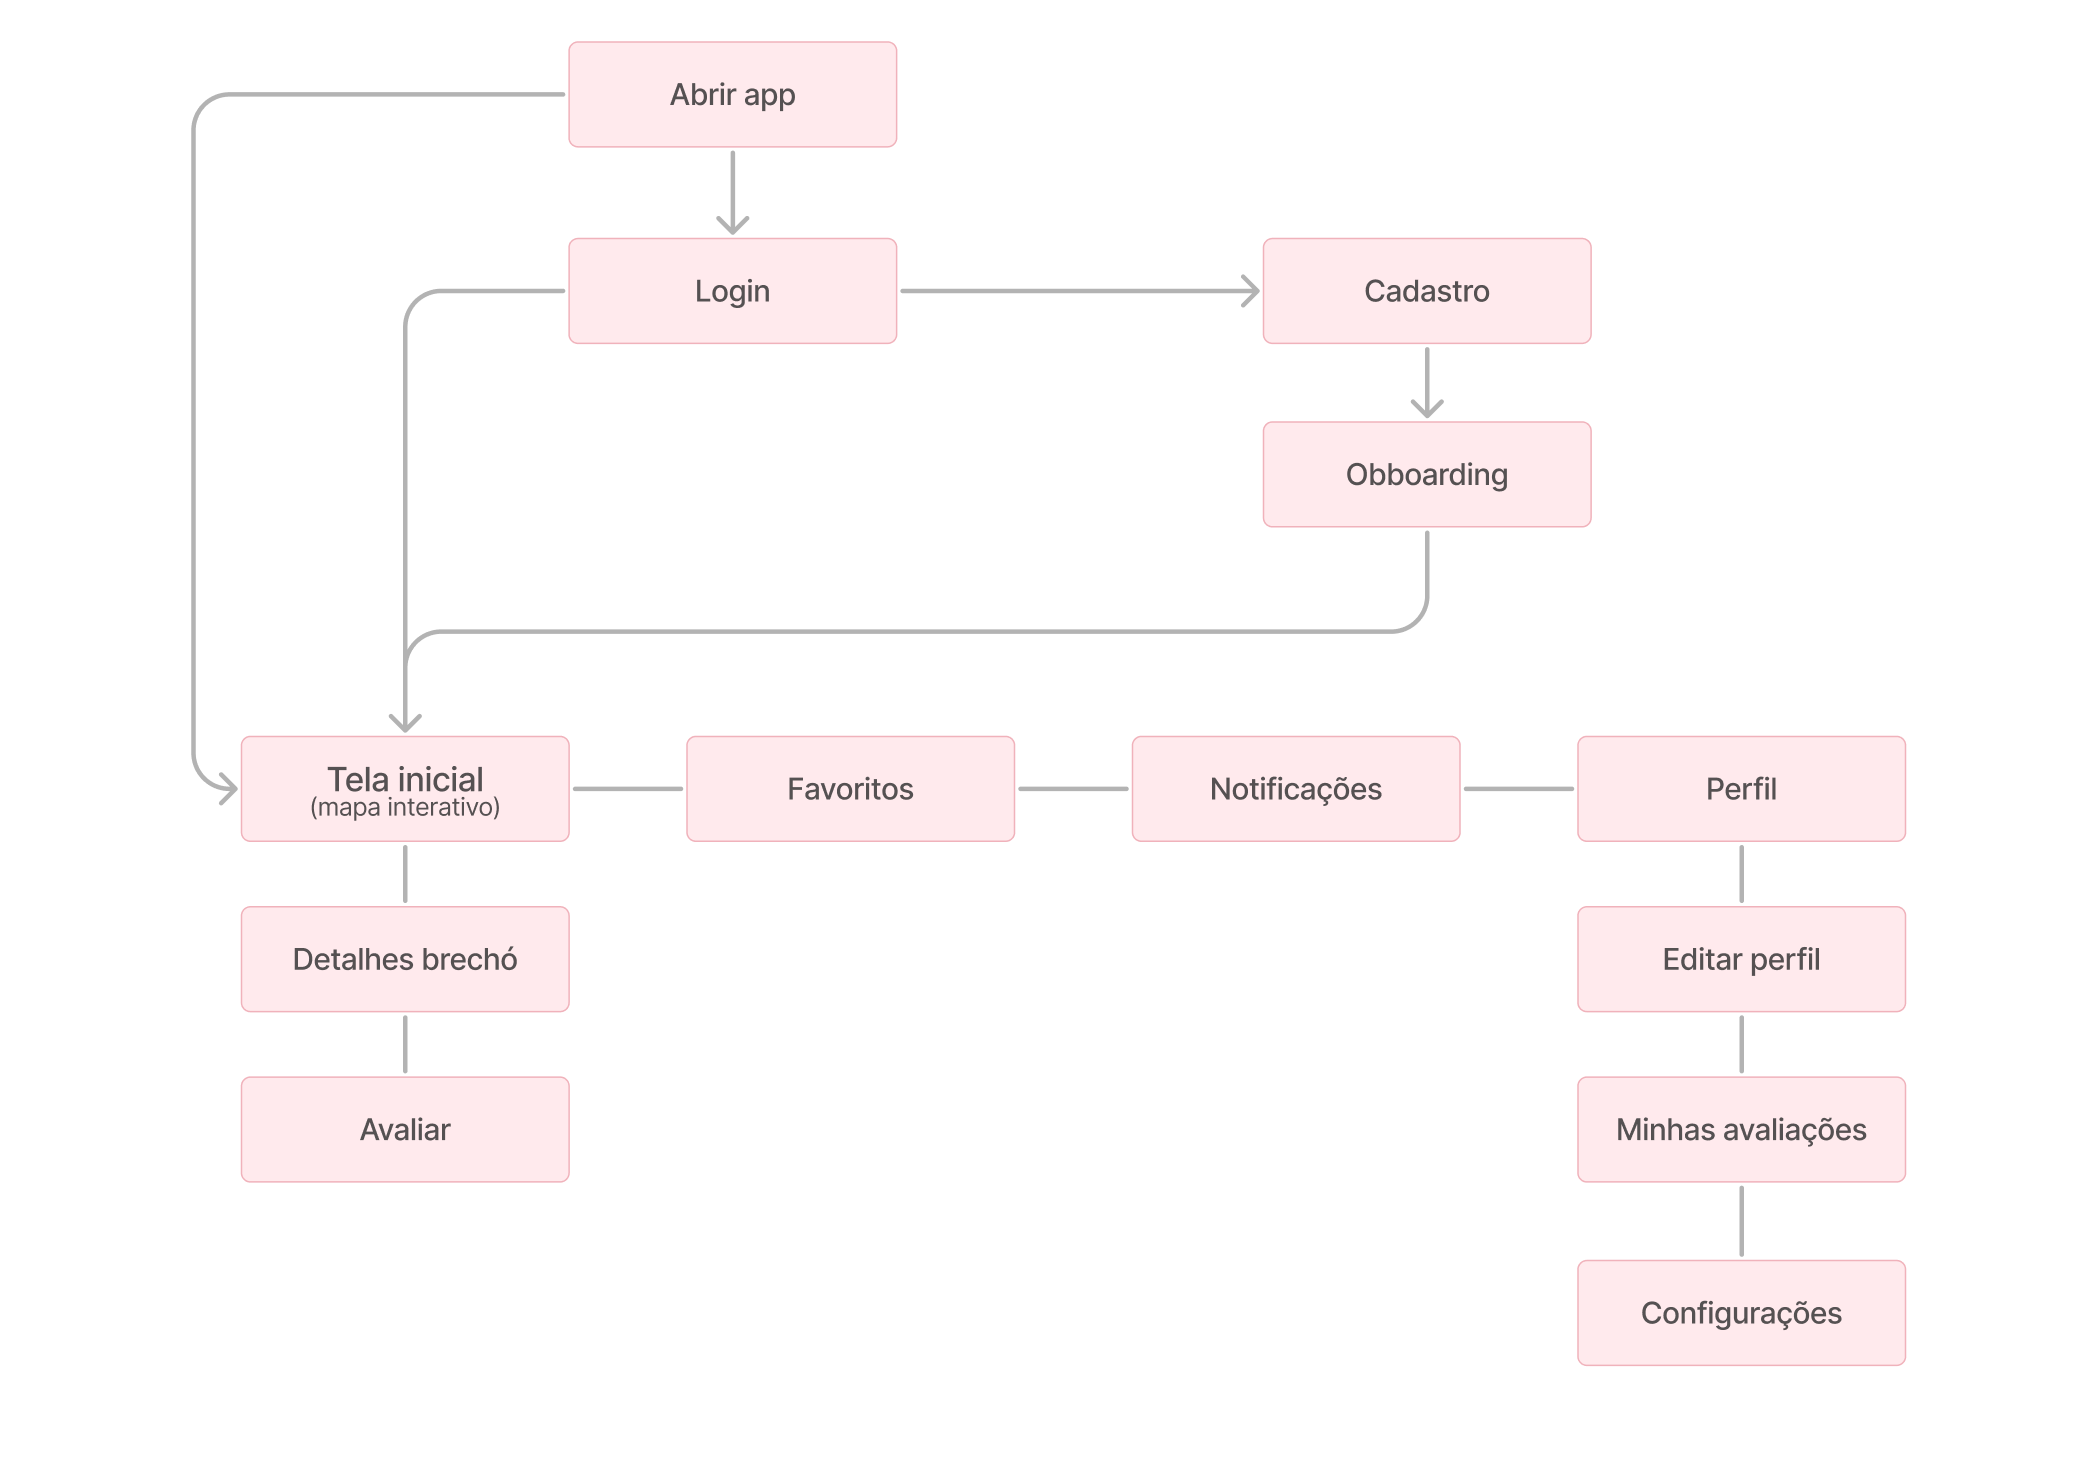 Abrir app
Login
Cadastro
Obboarding
Tela inicial
(mapa interativo)
Favoritos
Notificações
Perfil
Detalhes brechó
Editar perfil
Avaliar
Minhas avaliações
Configurações